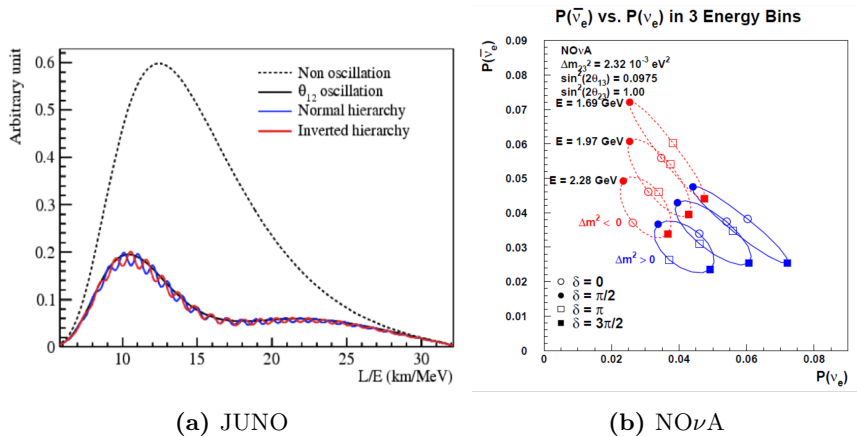 Arbitrary unit
0.6
0.5
0.4
0.3
0.2
0.1
0
10 15 20 25 30
L/E (km/MeV)
Non oscillation
θ₁₂ oscillation
Normal hierarchy
Inverted hierarchy
(a) JUNO
P(ν̅ₑ) vs. P(νₑ) in 3 Energy Bins
P(ν̅ₑ)
0.09
0.08
0.07
0.06
0.05
0.04
0.03
0.02
0.01
0
0 0.02 0.04 0.06 0.08
P(νₑ)
NOνA
Δm₂₃² = 2.32 10⁻³ eV²
sin²(2θ₁₃) = 0.0975
sin²(2θ₂₃) = 1.00
E = 1.69 GeV
E = 1.97 GeV
E = 2.28 GeV
Δm² < 0
Δm² > 0
δ = 0
δ = π/2
δ = π
δ = 3π/2
(b) NOνA